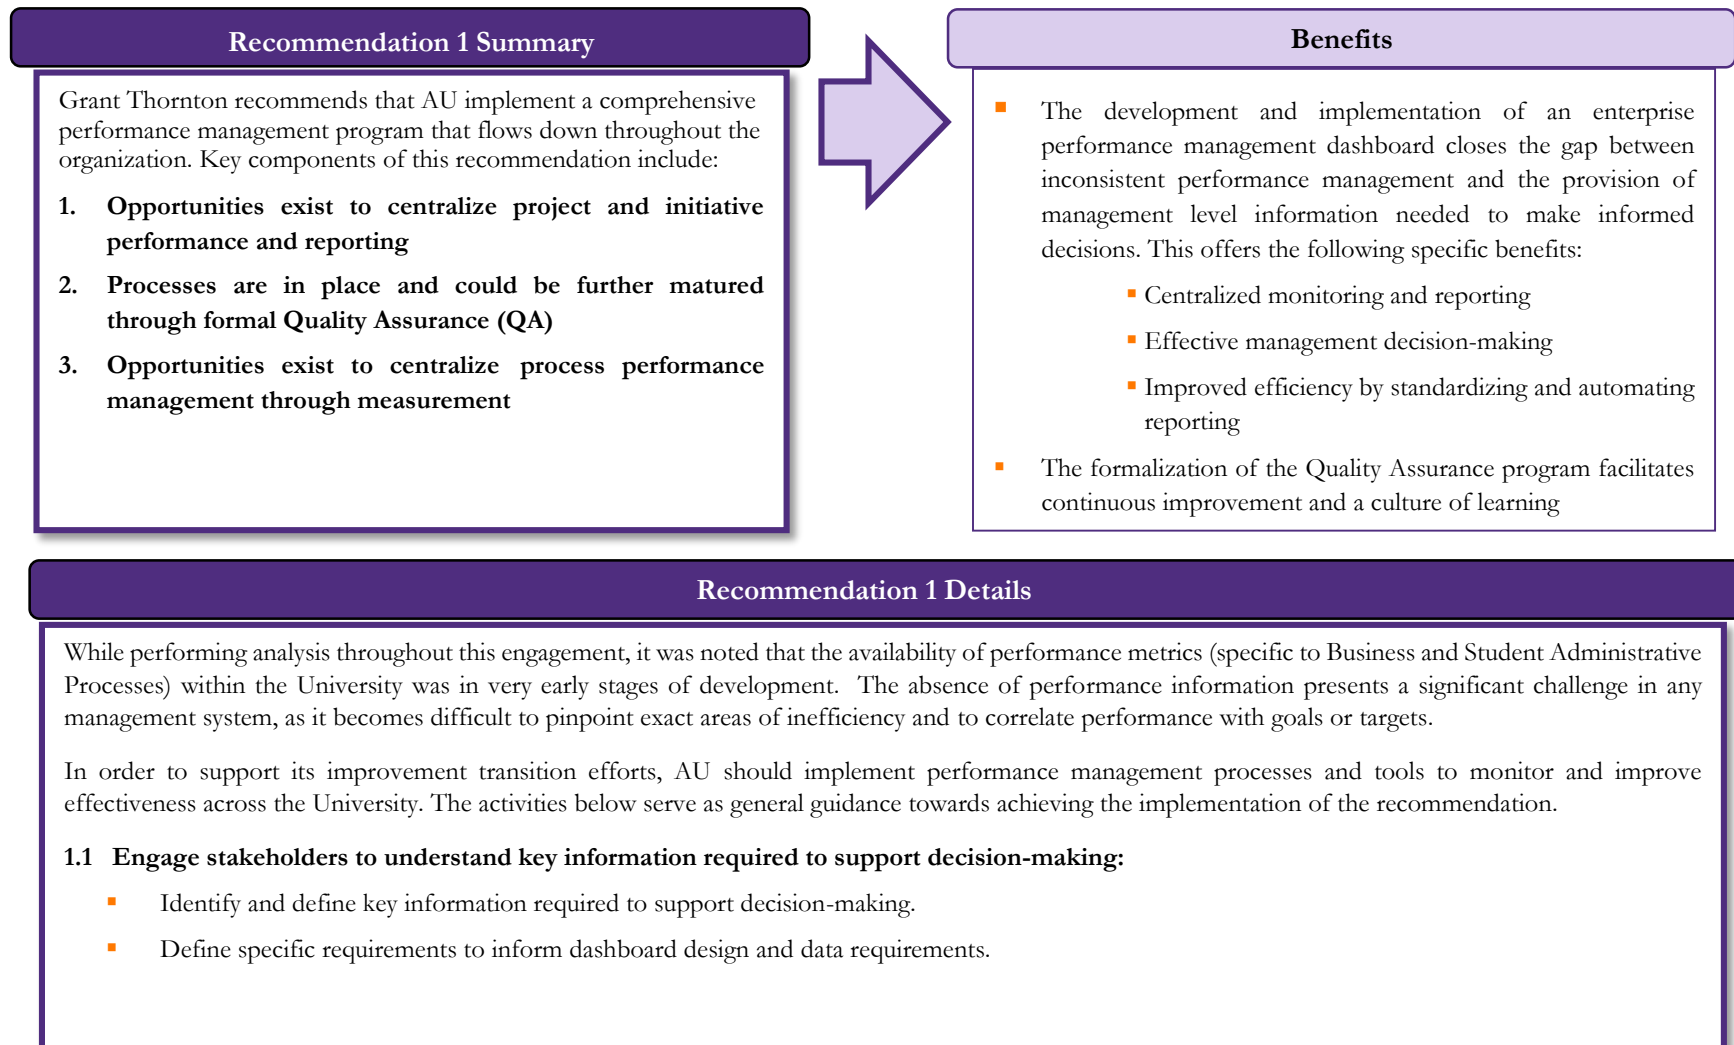 Recommendation 1 Summary
Grant Thornton recommends that AU implement a comprehensive
performance management program that flows down throughout the
organization. Key components of this recommendation include:
1. Opportunities exist to centralize project and initiative
performance and reporting
2. Processes are in place and could be further matured
through formal Quality Assurance (QA)
3. Opportunities exist to centralize process performance
management through measurement
Benefits
▪ The development and implementation of an enterprise
performance management dashboard closes the gap between
inconsistent performance management and the provision of
management level information needed to make informed
decisions. This offers the following specific benefits:
▪ Centralized monitoring and reporting
▪ Effective management decision-making
▪ Improved efficiency by standardizing and automating
reporting
▪ The formalization of the Quality Assurance program facilitates
continuous improvement and a culture of learning
Recommendation 1 Details
While performing analysis throughout this engagement, it was noted that the availability of performance metrics (specific to Business and Student Administrative
Processes) within the University was in very early stages of development. The absence of performance information presents a significant challenge in any
management system, as it becomes difficult to pinpoint exact areas of inefficiency and to correlate performance with goals or targets.
In order to support its improvement transition efforts, AU should implement performance management processes and tools to monitor and improve
effectiveness across the University. The activities below serve as general guidance towards achieving the implementation of the recommendation.
1.1 Engage stakeholders to understand key information required to support decision-making:
▪ Identify and define key information required to support decision-making.
▪ Define specific requirements to inform dashboard design and data requirements.